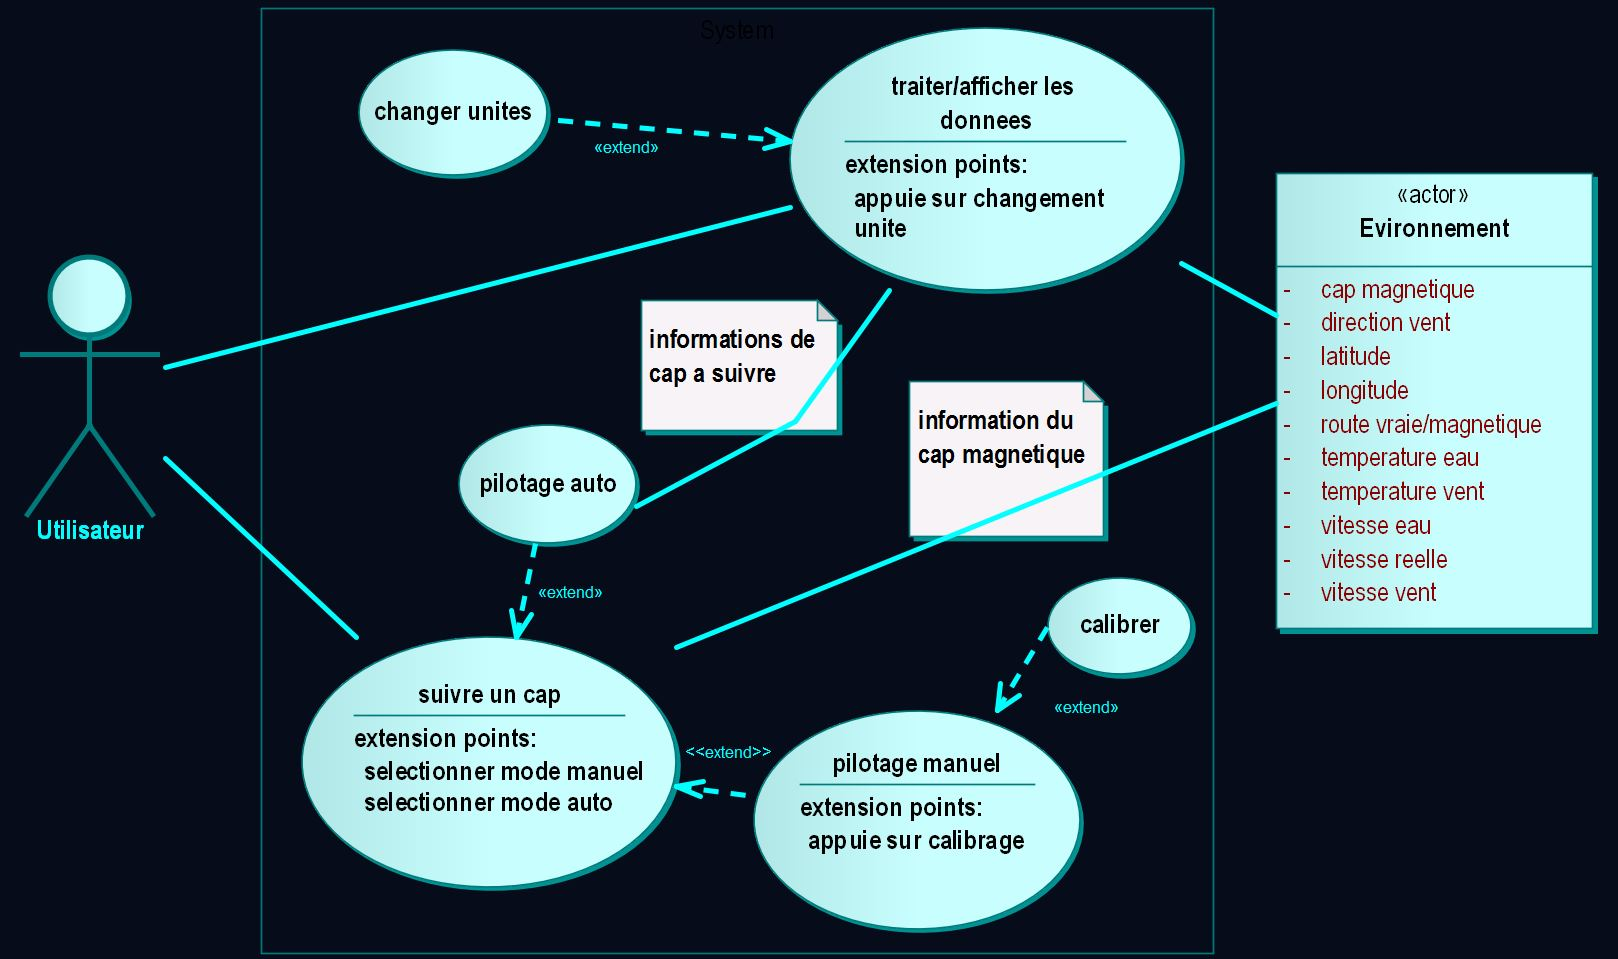 System
changer unites
«extend»
traiter/afficher les
donnees
extension points:
appuie sur changement
unite
«actor»
Evironnement
- cap magnetique
- direction vent
- latitude
- longitude
- route vraie/magnetique
- temperature eau
- temperature vent
- vitesse eau
- vitesse reelle
- vitesse vent
informations de
cap a suivre
information du
cap magnetique
Utilisateur
pilotage auto
«extend»
calibrer
«extend»
suivre un cap
extension points:
selectionner mode manuel
selectionner mode auto
<<extend>>
pilotage manuel
extension points:
appuie sur calibrage